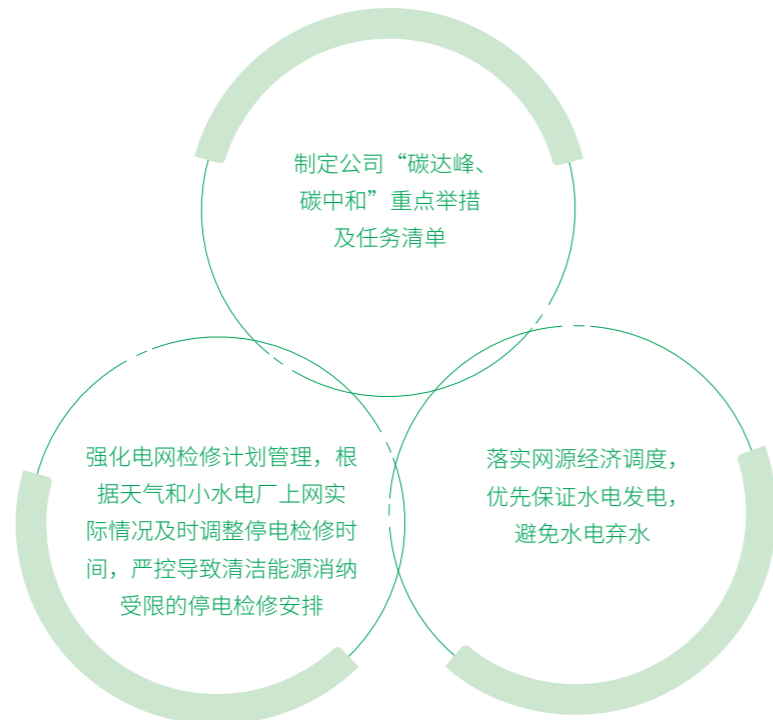 制定公司“碳达峰、
碳中和”重点举措
及任务清单
强化电网检修计划管理，根
据天气和小水电厂上网实
际情况及时调整停电检修时
间，严控导致清洁能源消纳
受限的停电检修安排
落实网源经济调度，
优先保证水电发电，
避免水电弃水